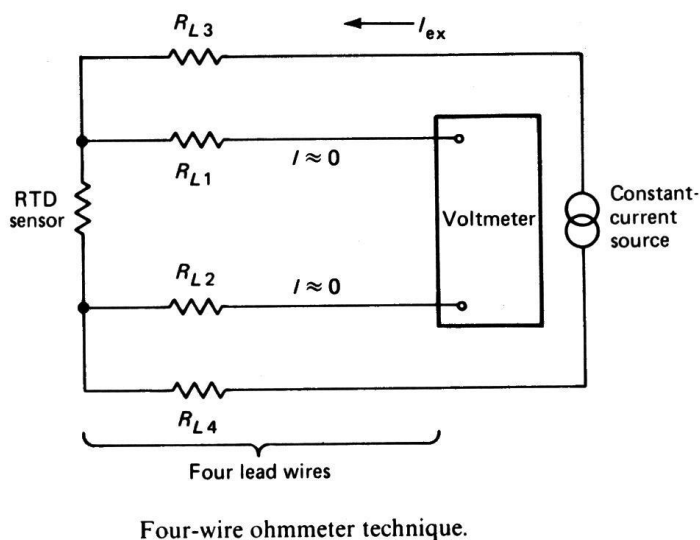 R_L3
I_ex
I ≈ 0
R_L1
RTD
sensor
Voltmeter
Constant-
current
source
R_L2
I ≈ 0
R_L4
Four lead wires
Four-wire ohmmeter technique.